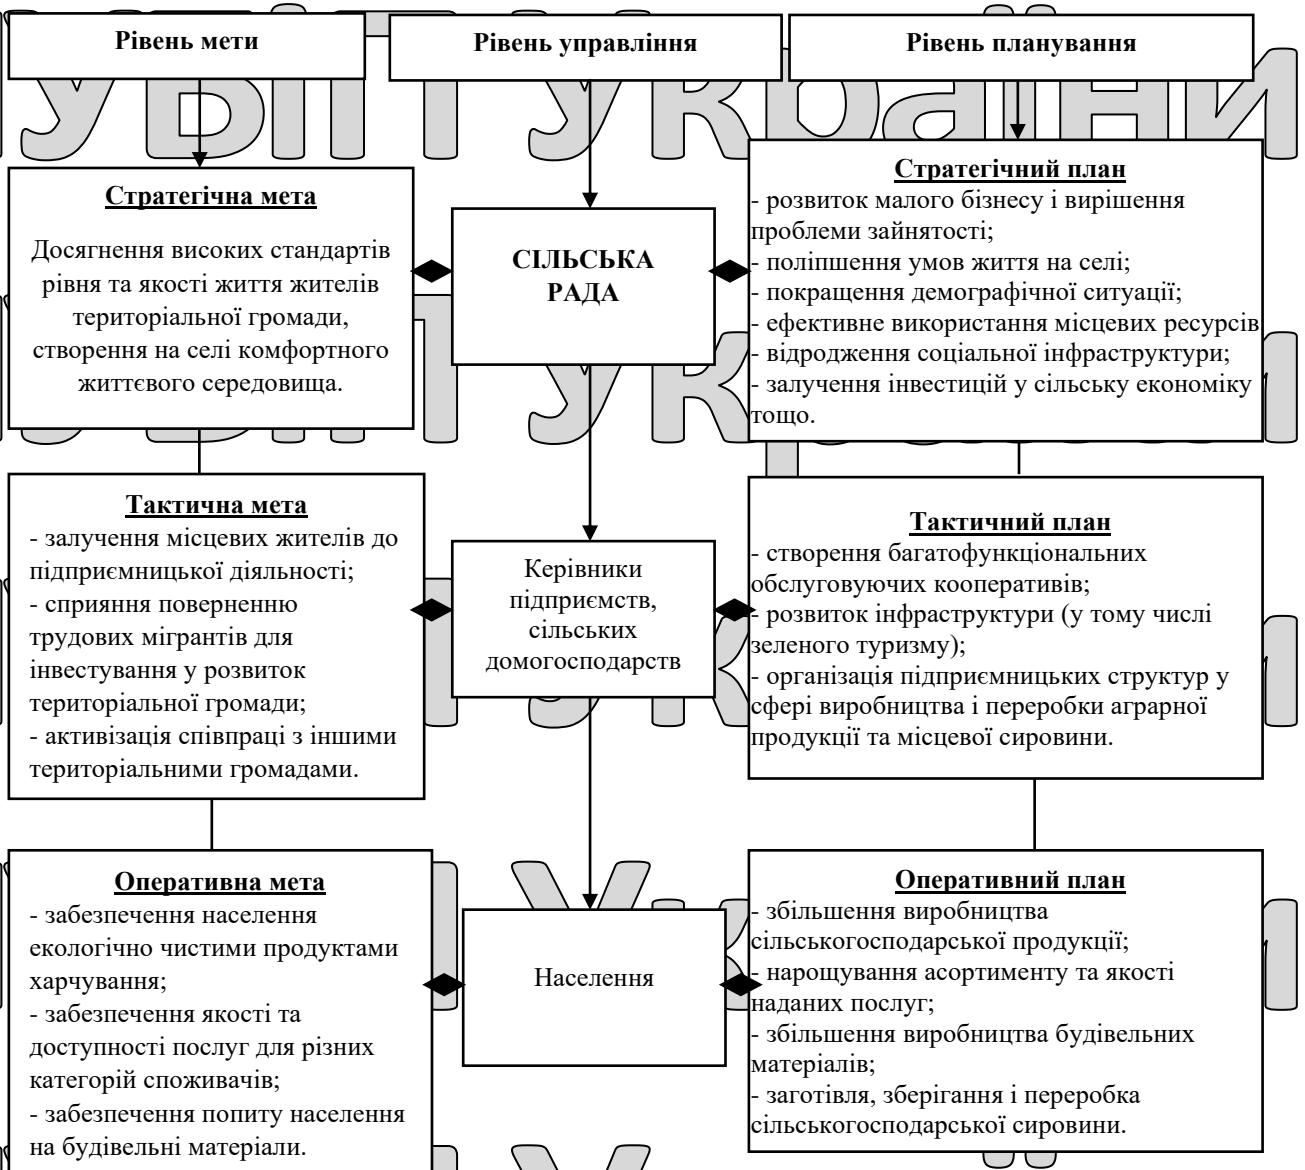 Рівень мети
Рівень управління
Рівень планування
Стратегічна мета
Досягнення високих стандартів
рівня та якості життя жителів
територіальної громади,
створення на селі комфортного
життєвого середовища.
СІЛЬСЬКА
РАДА
Стратегічний план
- розвиток малого бізнесу і вирішення
проблеми зайнятості;
- поліпшення умов життя на селі;
- покращення демографічної ситуації;
- ефективне використання місцевих ресурсів
- відродження соціальної інфраструктури;
- залучення інвестицій у сільську економіку
тощо.
Тактична мета
- залучення місцевих жителів до
підприємницької діяльності;
- сприяння поверненню
трудових мігрантів для
інвестування у розвиток
територіальної громади;
- активізація співпраці з іншими
територіальними громадами.
Керівники
підприємств,
сільських
домогосподарств
Тактичний план
- створення багатофункціональних
обслуговуючих кооперативів;
- розвиток інфраструктури (у тому числі
зеленого туризму);
- організація підприємницьких структур у
сфері виробництва і переробки аграрної
продукції та місцевої сировини.
Оперативна мета
- забезпечення населення
екологічно чистими продуктами
харчування;
- забезпечення якості та
доступності послуг для різних
категорій споживачів;
- забезпечення попиту населення
на будівельні матеріали.
Населення
Оперативний план
- збільшення виробництва
сільськогосподарської продукції;
- нарощування асортименту та якості
наданих послуг;
- збільшення виробництва будівельних
матеріалів;
- заготівля, зберігання і переробка
сільськогосподарської сировини.